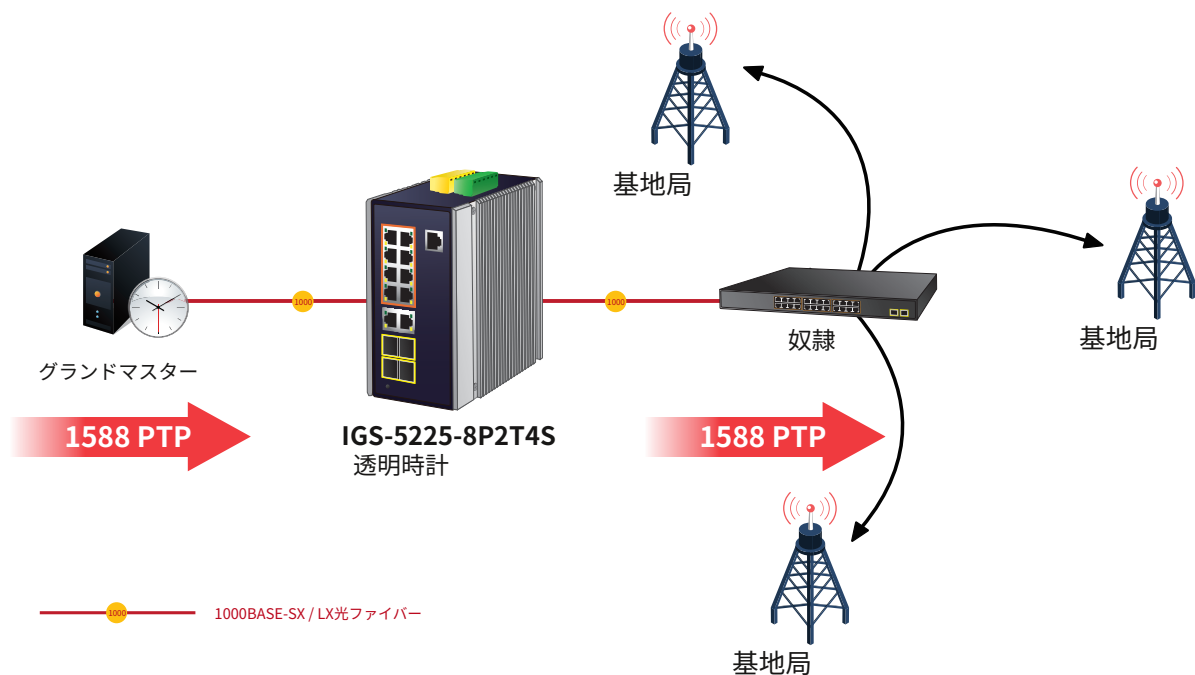 基地局
基地局
1000
1000
奴隷
グランドマスター
1588 PTP
1588 PTP
IGS-5225-8P2T4S
透明時計
1000
1000BASE-SX / LX光ファイバー
基地局